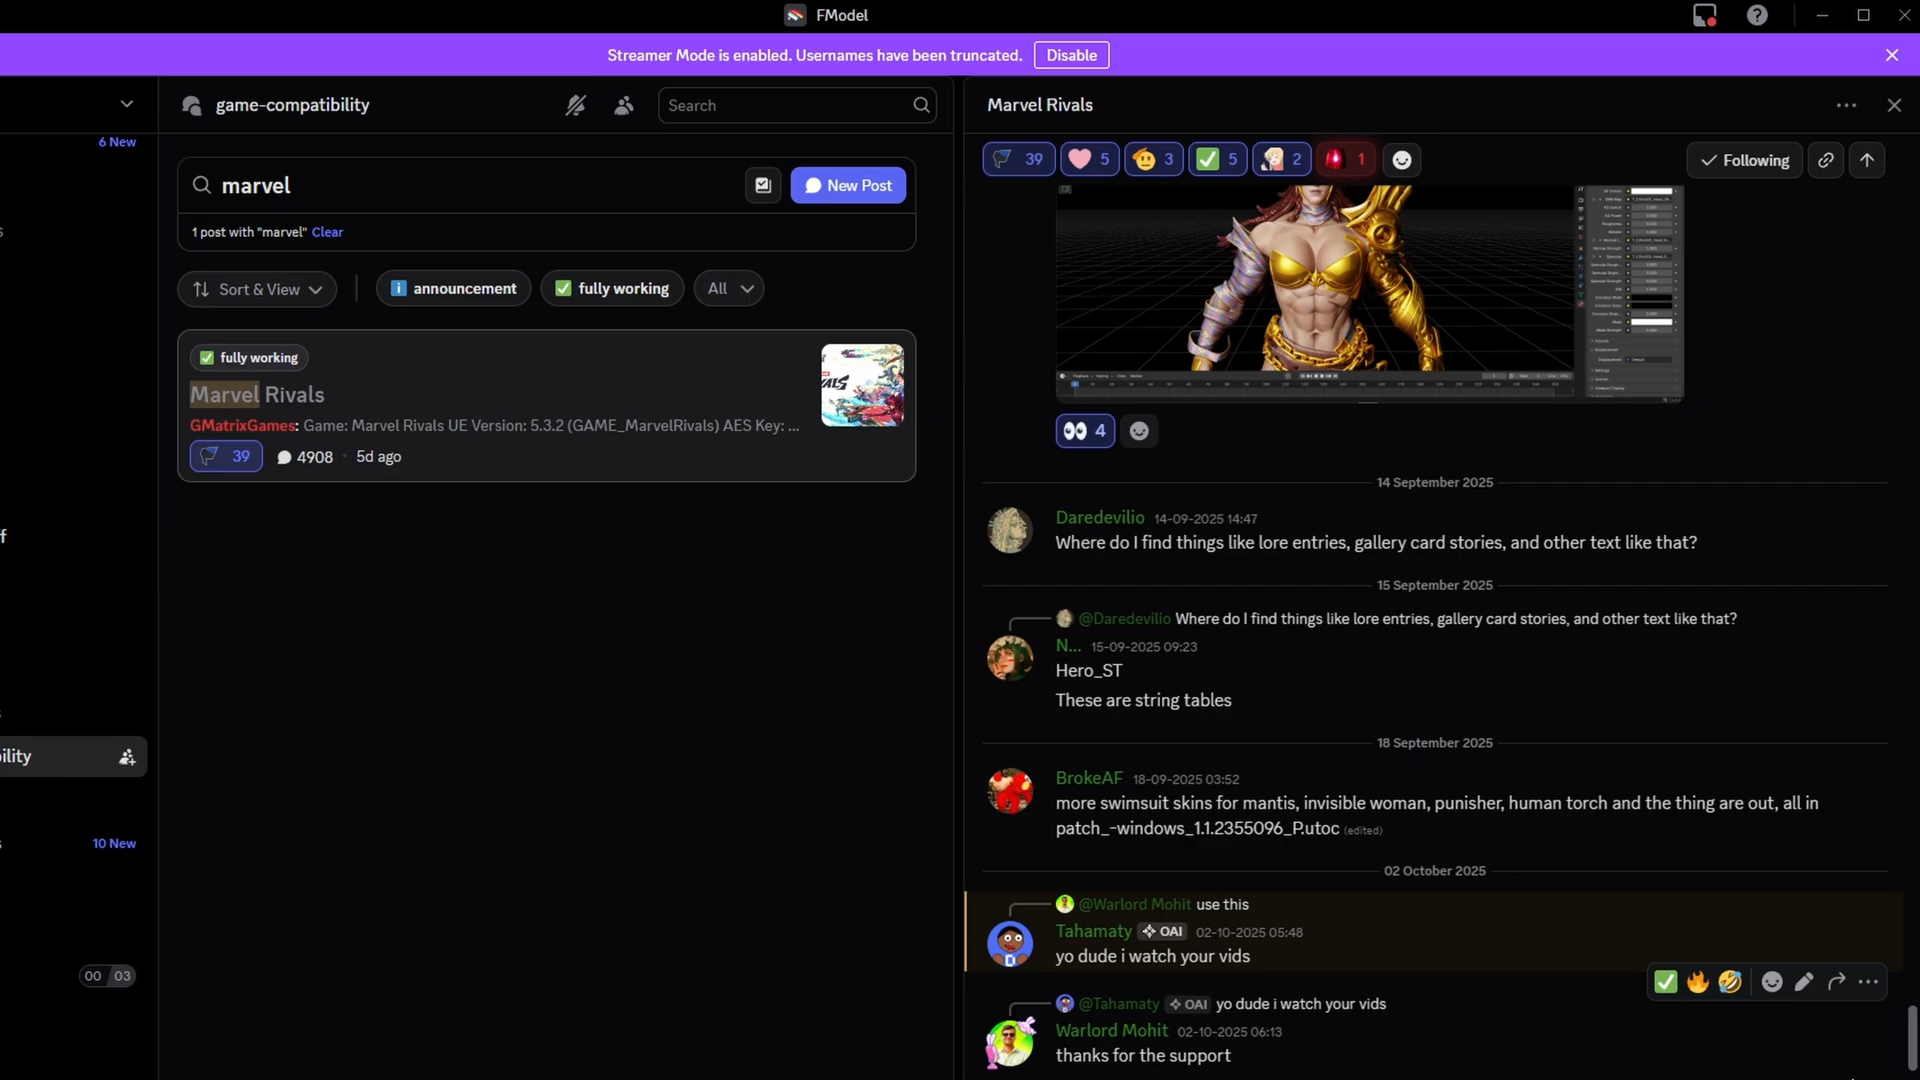 FModel
Streamer Mode is enabled. Usernames have been truncated. Disable
6 New
s
f
s
ility
s
10 New
00 03
game-compatibility
Search
marvel
New Post
1 post with "marvel" Clear
Sort & View
announcement
fully working
All
fully working
Marvel Rivals
GMatrixGames: Game: Marvel Rivals UE Version: 5.3.2 (GAME_MarvelRivals) AES Key: ...
39 4908 • 5d ago
Marvel Rivals
39 5 3 5 2 1
Following
4
14 September 2025
Daredevilio 14-09-2025 14:47
Where do I find things like lore entries, gallery card stories, and other text like that?
15 September 2025
@Daredevilio Where do I find things like lore entries, gallery card stories, and other text like that?
N... 15-09-2025 09:23
Hero_ST
These are string tables
18 September 2025
BrokeAF 18-09-2025 03:52
more swimsuit skins for mantis, invisible woman, punisher, human torch and the thing are out, all in
patch_-windows_1.1.2355096_P.utoc (edited)
02 October 2025
@Warlord Mohit use this
Tahamaty OAI 02-10-2025 05:48
yo dude i watch your vids
@Tahamaty OAI yo dude i watch your vids
Warlord Mohit 02-10-2025 06:13
thanks for the support